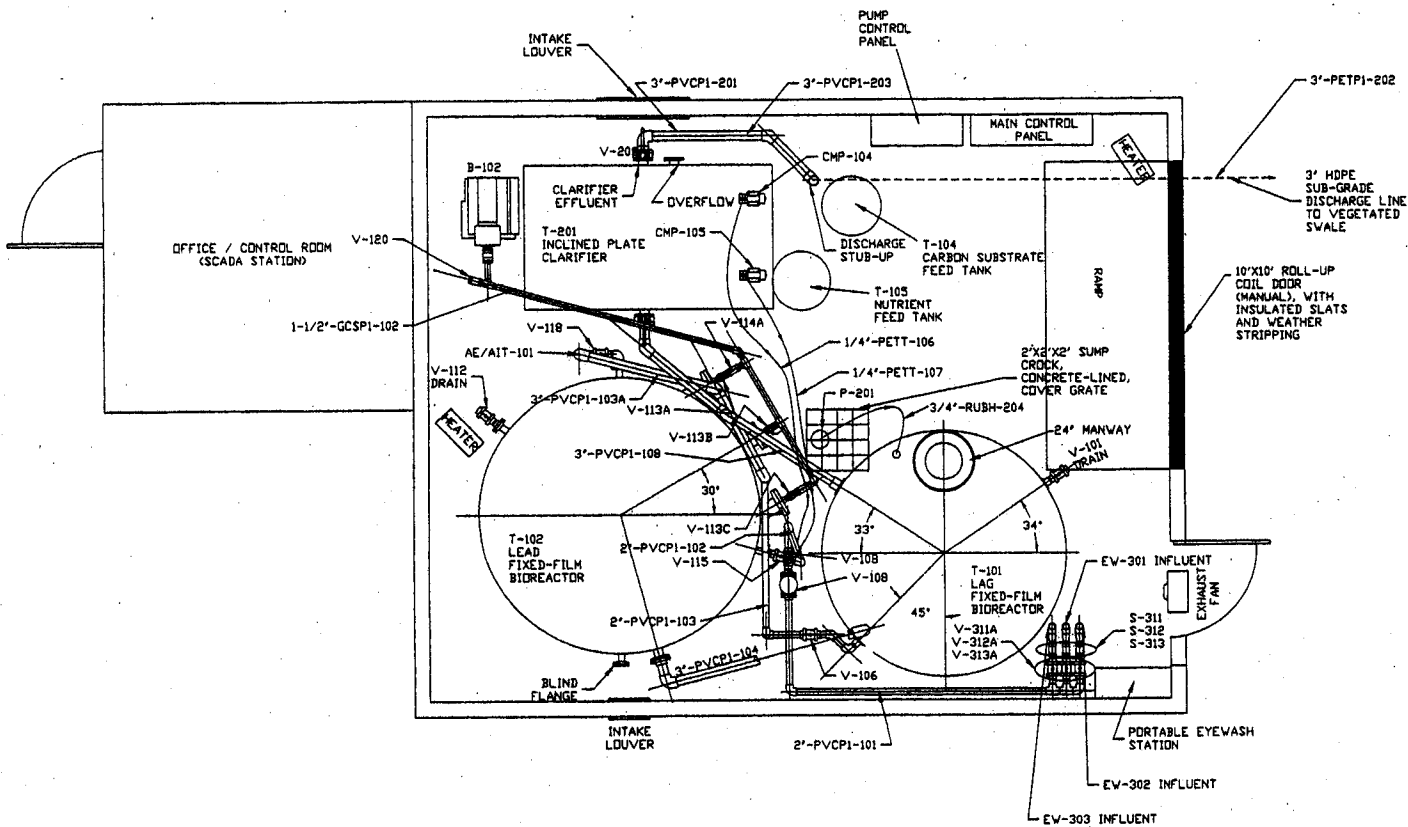 PUMP
CONTROL
PANEL
INTAKE
LOUVER
3'-PVCP1-201
3'-PVCP1-203
3'-PETP1-202
MAIN CONTROL
PANEL
HEATER
V-20
B-102
CMP-104
CLARIFIER
EFFLUENT
OVERFLOW
3' HDPE
SUB-GRADE
DISCHARGE LINE
TO VEGETATED
SWALE
OFFICE / CONTROL ROOM
(SCADA STATION)
V-120
T-201
INCLINED PLATE
CLARIFIER
CMP-105
DISCHARGE
STUB-UP
T-104
CARBON SUBSTRATE
FEED TANK
RAMP
T-105
NUTRIENT
FEED TANK
10'X10' ROLL-UP
COIL DOOR
(MANUAL), WITH
INSULATED SLATS
AND WEATHER
STRIPPING
1-1/2'-GCSP1-102
V-118
V-114A
1/4'-PETT-106
AE/AIT-101
2'X2'X2' SUMP
CROCK,
CONCRETE-LINED,
COVER GRATE
V-112
DRAIN
1/4'-PETT-107
P-201
3'-PVCP1-103A
V-113A
3/4'-RUBH-204
HEATER
V-113B
24" MANWAY
3'-PVCP1-108
V-101
DRAIN
30°
V-113C
33°
34°
T-102
LEAD
FIXED-FILM
BIOREACTOR
2'-PVCP1-102
V-115
V-108
V-108
T-101
LAG
FIXED-FILM
BIOREACTOR
EW-301 INFLUENT
EXHAUST
FAN
45°
2'-PVCP1-103
V-311A
V-312A
V-313A
S-311
S-312
S-313
3'-PVCP1-104
V-106
BLIND
FLANGE
INTAKE
LOUVER
2'-PVCP1-101
PORTABLE EYEWASH
STATION
EW-302 INFLUENT
EW-303 INFLUENT